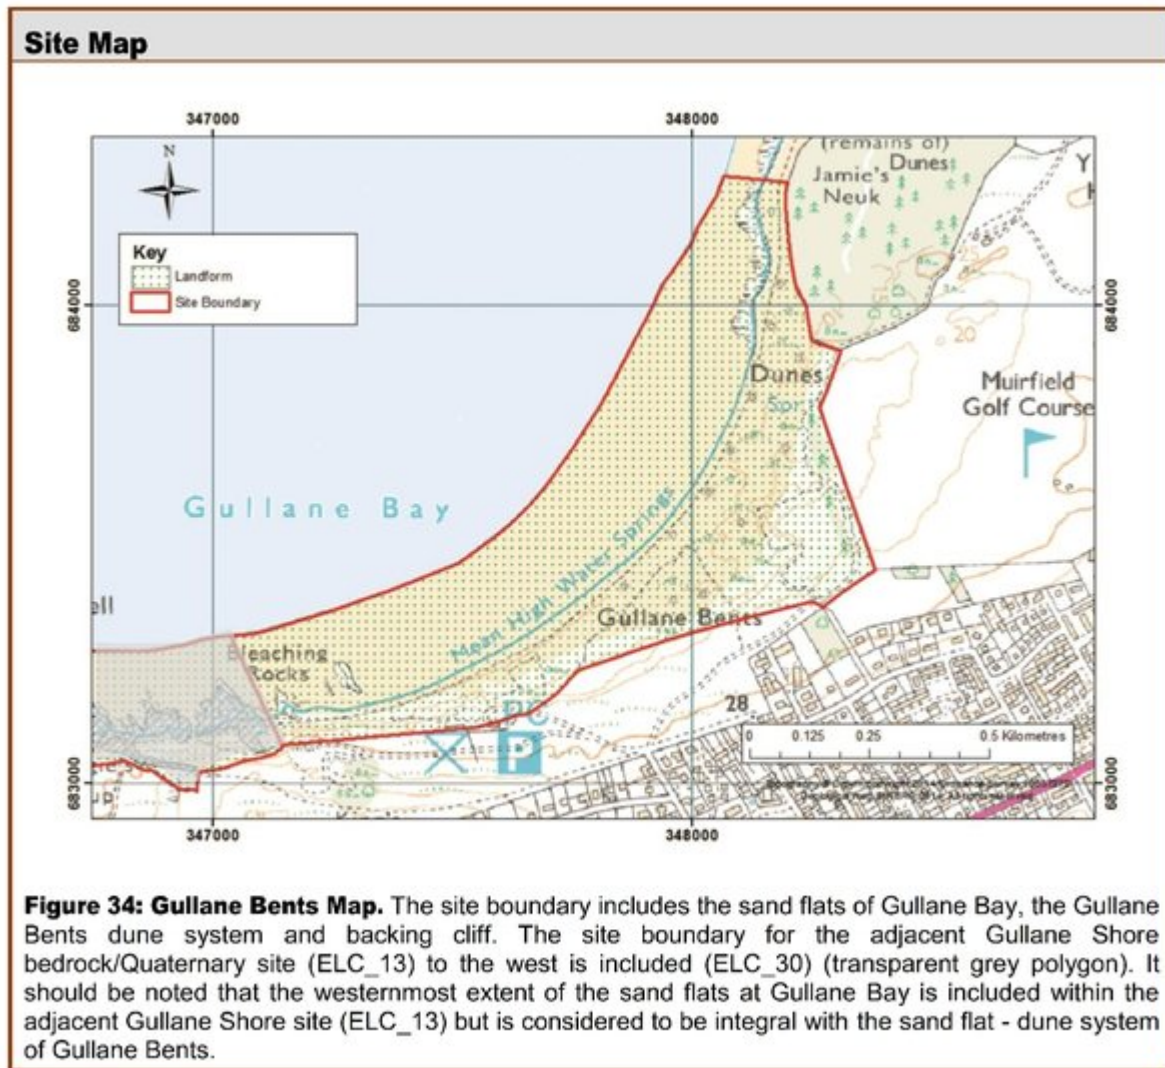 Site Map
347000
348000
N
(remains of)
Dunes
Jamie's
Neuk
Key
Landform
Site Boundary
684000
684000
20
Dunes
Spr
Muirfield
Golf Course
Gullane Bay
Mean High Water Springs
ell
Gullane Bents
Bleaching
Rocks
28
PC
P
0 0.125 0.25 0.5 Kilometres
683000
683000
347000
348000
Figure 34: Gullane Bents Map. The site boundary includes the sand flats of Gullane Bay, the Gullane
Bents dune system and backing cliff. The site boundary for the adjacent Gullane Shore
bedrock/Quaternary site (ELC_13) to the west is included (ELC_30) (transparent grey polygon). It
should be noted that the westernmost extent of the sand flats at Gullane Bay is included within the
adjacent Gullane Shore site (ELC_13) but is considered to be integral with the sand flat - dune system
of Gullane Bents.